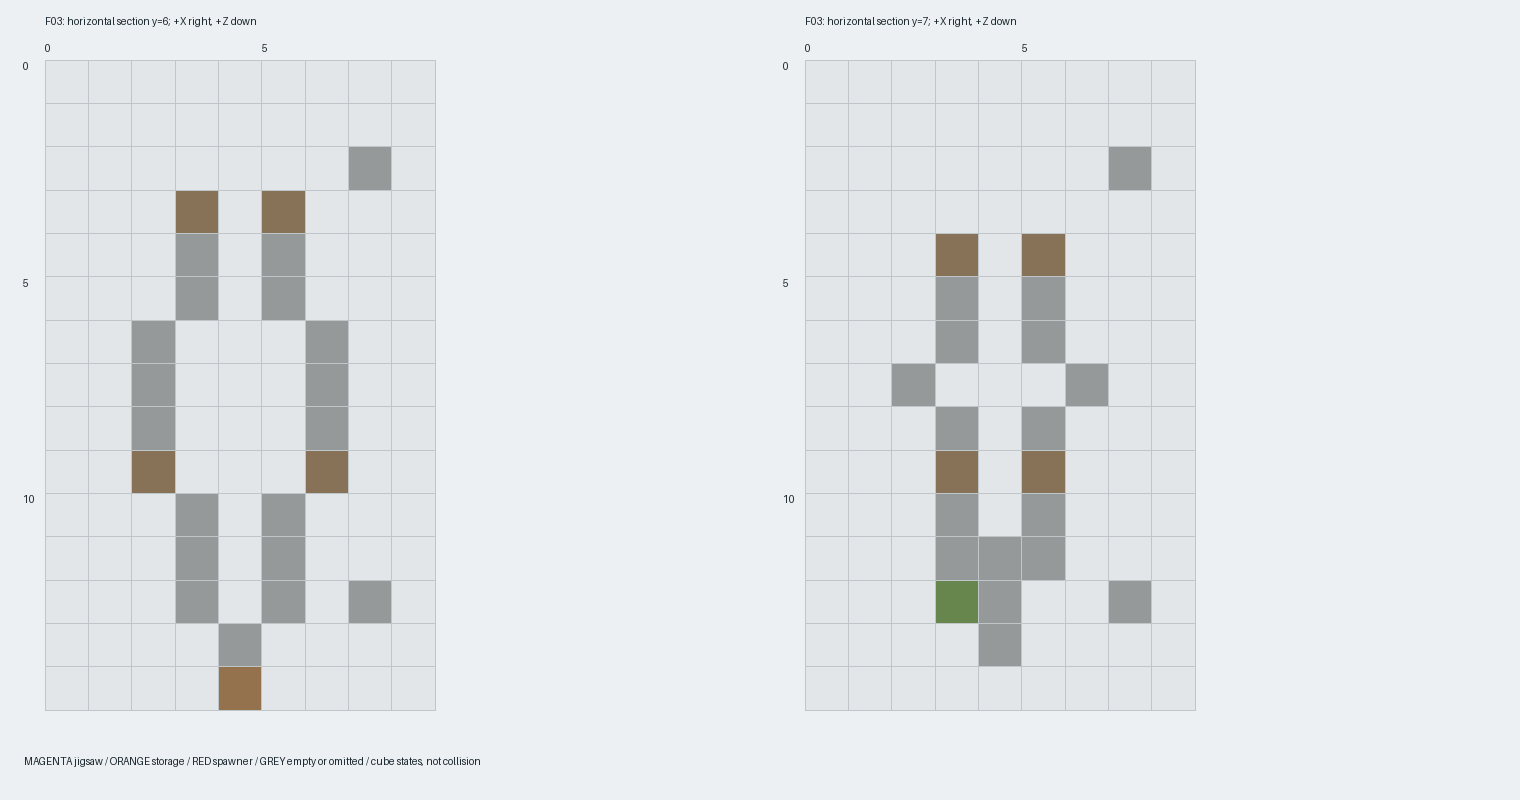 F03: horizontal section y=6; +X right, +Z down
F03: horizontal section y=7; +X right, +Z down
0 5
0 5
0
0
5
5
10
10
MAGENTA jigsaw / ORANGE storage / RED spawner / GREY empty or omitted / cube states, not collision